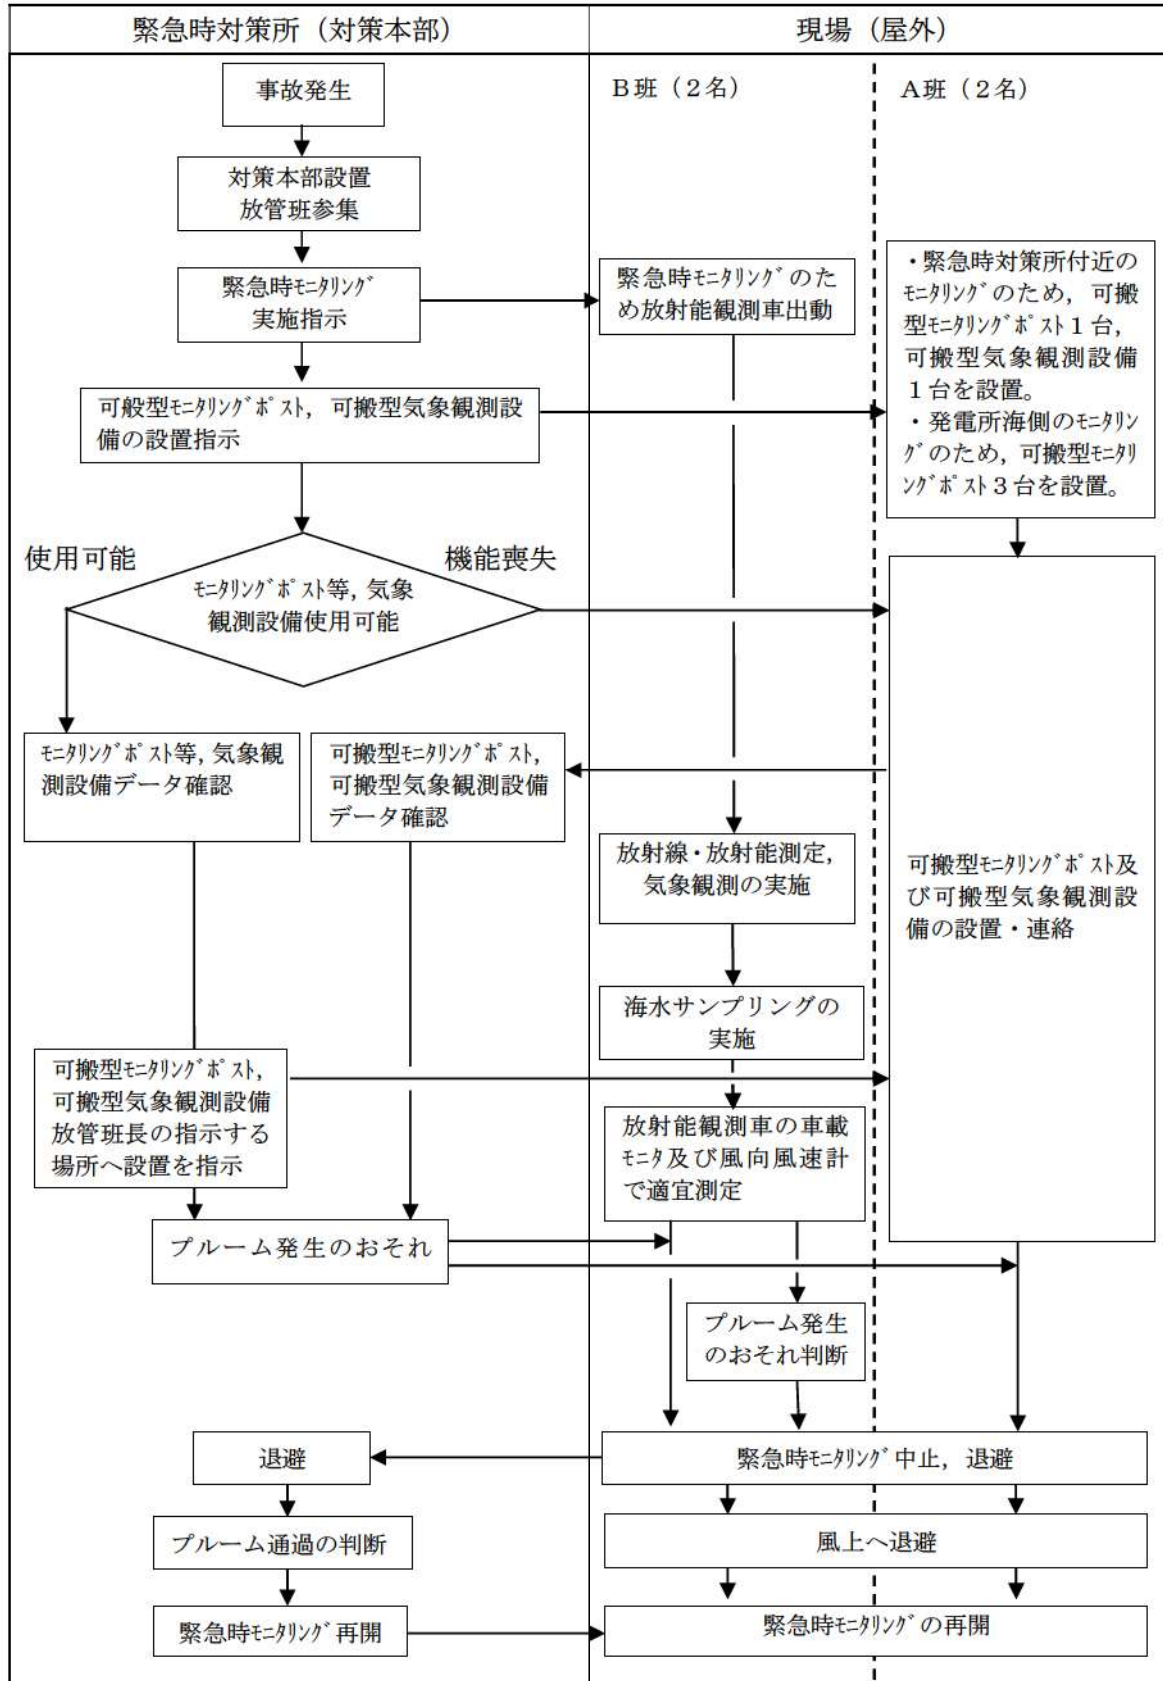 緊急時対策所（対策本部）
現場（屋外）
事故発生
B班（２名）
A班（２名）
対策本部設置
放管班参集
緊急時ﾓﾆﾀﾘﾝｸﾞ
実施指示
緊急時ﾓﾆﾀﾘﾝｸﾞのた
め放射能観測車出動
・緊急時対策所付近の
ﾓﾆﾀﾘﾝｸﾞのため，可搬
型ﾓﾆﾀﾘﾝｸﾞﾎﾟｽﾄ１台，
可搬型気象観測設備
１台を設置。
・発電所海側のﾓﾆﾀﾘﾝ
ｸﾞのため，可搬型ﾓﾆﾀﾘ
ﾝｸﾞﾎﾟｽﾄ３台を設置。
可般型ﾓﾆﾀﾘﾝｸﾞﾎﾟｽﾄ，可搬型気象観測設
備の設置指示
使用可能
機能喪失
ﾓﾆﾀﾘﾝｸﾞﾎﾟｽﾄ等，気象
観測設備使用可能
ﾓﾆﾀﾘﾝｸﾞﾎﾟｽﾄ等，気象観
測設備データ確認
可搬型ﾓﾆﾀﾘﾝｸﾞﾎﾟｽﾄ，
可搬型気象観測設備
データ確認
放射線・放射能測定，
気象観測の実施
可搬型ﾓﾆﾀﾘﾝｸﾞﾎﾟｽﾄ及
び可搬型気象観測設
備の設置・連絡
海水サンプリングの
実施
可搬型ﾓﾆﾀﾘﾝｸﾞﾎﾟｽﾄ，
可搬型気象観測設備
放管班長の指示する
場所へ設置を指示
放射能観測車の車載
ﾓﾆﾀ及び風向風速計
で適宜測定
プルーム発生のおそれ
プルーム発生
のおそれ判断
退避
緊急時ﾓﾆﾀﾘﾝｸﾞ中止，退避
プルーム通過の判断
風上へ退避
緊急時ﾓﾆﾀﾘﾝｸﾞ再開
緊急時ﾓﾆﾀﾘﾝｸﾞの再開